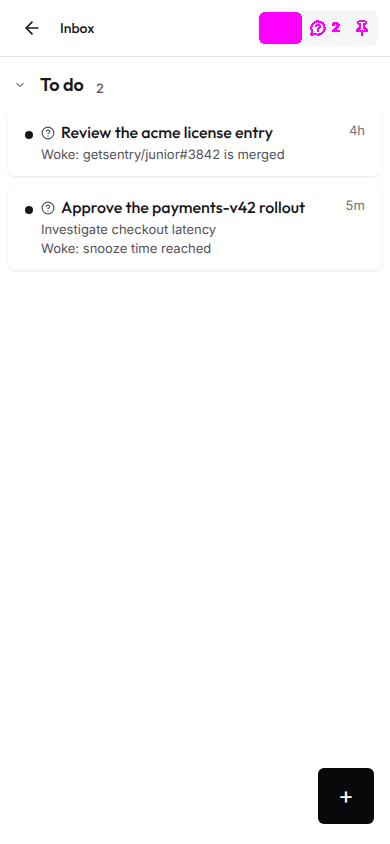 Inbox
2
To do 2
Review the acme license entry 4h
Woke: getsentry/junior#3842 is merged
Approve the payments-v42 rollout 5m
Investigate checkout latency
Woke: snooze time reached
+